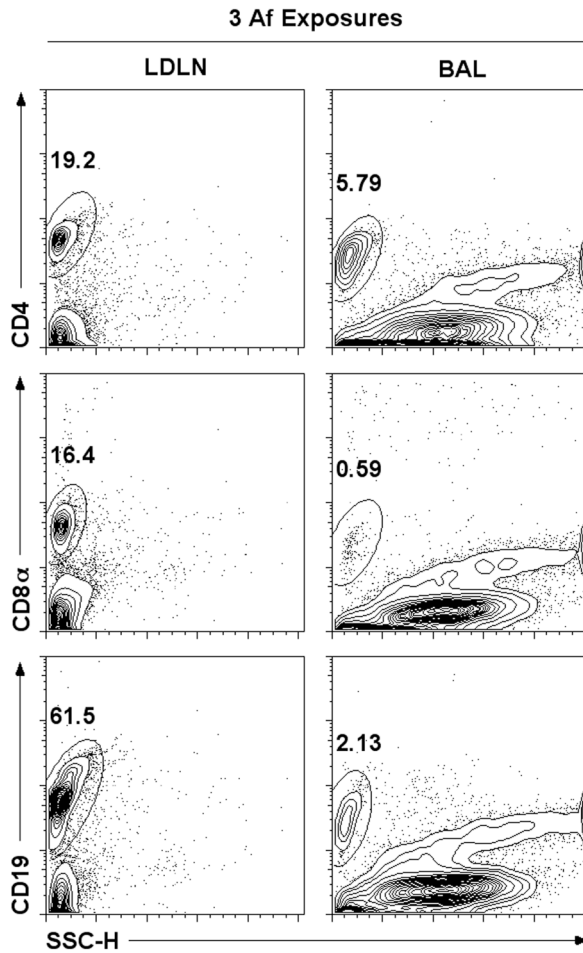 3 Af Exposures
LDLN BAL
CD4
19.2
5.79
CD8α
16.4
0.59
CD19
61.5
2.13
SSC-H